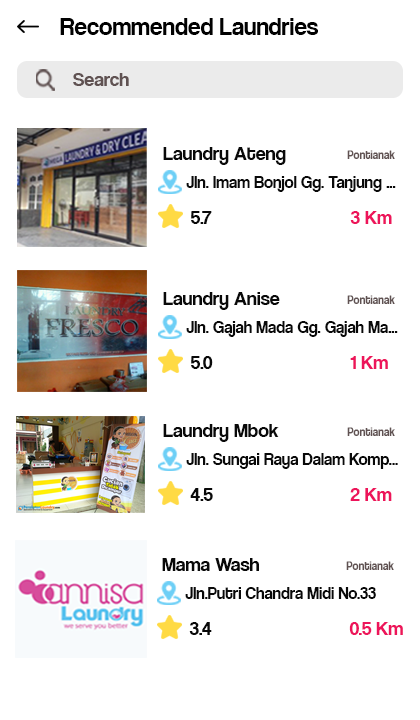 Recommended Laundries
Search
LAUNDRY & DRY CLEA
Laundry Ateng
Pontianak
Jln. Imam Bonjol Gg. Tanjung ...
5.7
3 Km
LAUNDRY
FRESCO
Laundry Anise
Pontianak
Jln. Gajah Mada Gg. Gajah Ma...
5.0
1 Km
Laundry Mbok
Pontianak
Jln. Sungai Raya Dalam Komp...
4.5
2 Km
annisa
Laundry
we serve you better
Mama Wash
Pontianak
Jln.Putri Chandra Midi No.33
3.4
0.5 Km